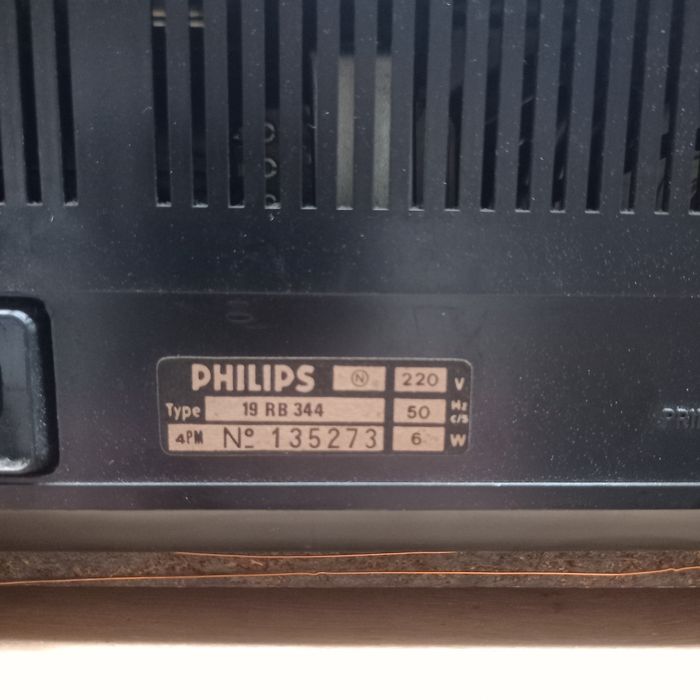 PHILIPS Ⓝ 220 V
Type 19 RB 344 50 Hz c/s
4PM Nº 135273 6 W